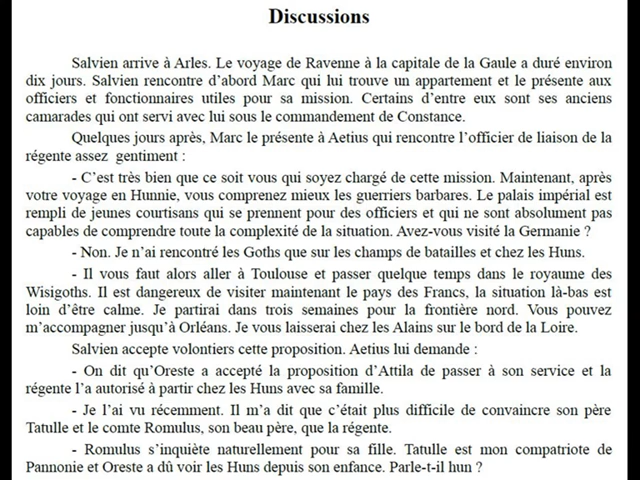 Discussions
Salvien arrive à Arles. Le voyage de Ravenne à la capitale de la Gaule a duré environ
dix jours. Salvien rencontre d'abord Marc qui lui trouve un appartement et le présente aux
officiers et fonctionnaires utiles pour sa mission. Certains d'entre eux sont ses anciens
camarades qui ont servi avec lui sous le commandement de Constance.
Quelques jours après, Marc le présente à Aetius qui rencontre l'officier de liaison de la
régente assez gentiment :
- C'est très bien que ce soit vous qui soyez chargé de cette mission. Maintenant, après
votre voyage en Hunnie, vous comprenez mieux les guerriers barbares. Le palais impérial est
rempli de jeunes courtisans qui se prennent pour des officiers et qui ne sont absolument pas
capables de comprendre toute la complexité de la situation. Avez-vous visité la Germanie ?
- Non. Je n'ai rencontré les Goths que sur les champs de batailles et chez les Huns.
- Il vous faut alors aller à Toulouse et passer quelque temps dans le royaume des
Wisigoths. Il est dangereux de visiter maintenant le pays des Francs, la situation là-bas est
loin d'être calme. Je partirai dans trois semaines pour la frontière nord. Vous pouvez
m'accompagner jusqu'à Orléans. Je vous laisserai chez les Alains sur le bord de la Loire.
Salvien accepte volontiers cette proposition. Aetius lui demande :
- On dit qu'Oreste a accepté la proposition d'Attila de passer à son service et la
régente l'a autorisé à partir chez les Huns avec sa famille.
- Je l'ai vu récemment. Il m'a dit que c'était plus difficile de convaincre son père
Tatulle et le comte Romulus, son beau père, que la régente.
- Romulus s'inquiète naturellement pour sa fille. Tatulle est mon compatriote de
Pannonie et Oreste a dû voir les Huns depuis son enfance. Parle-t-il hun ?